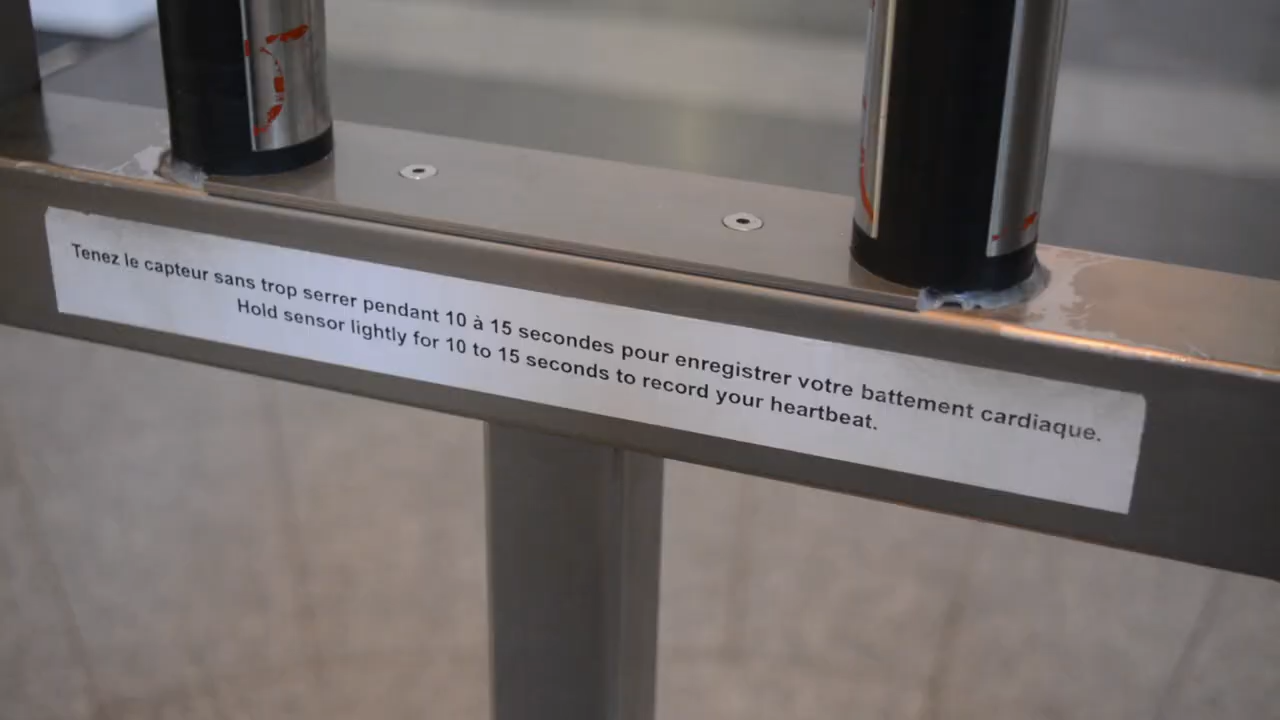 Tenez le capteur sans trop serrer pendant 10 à 15 secondes pour enregistrer votre battement cardiaque.
Hold sensor lightly for 10 to 15 seconds to record your heartbeat.